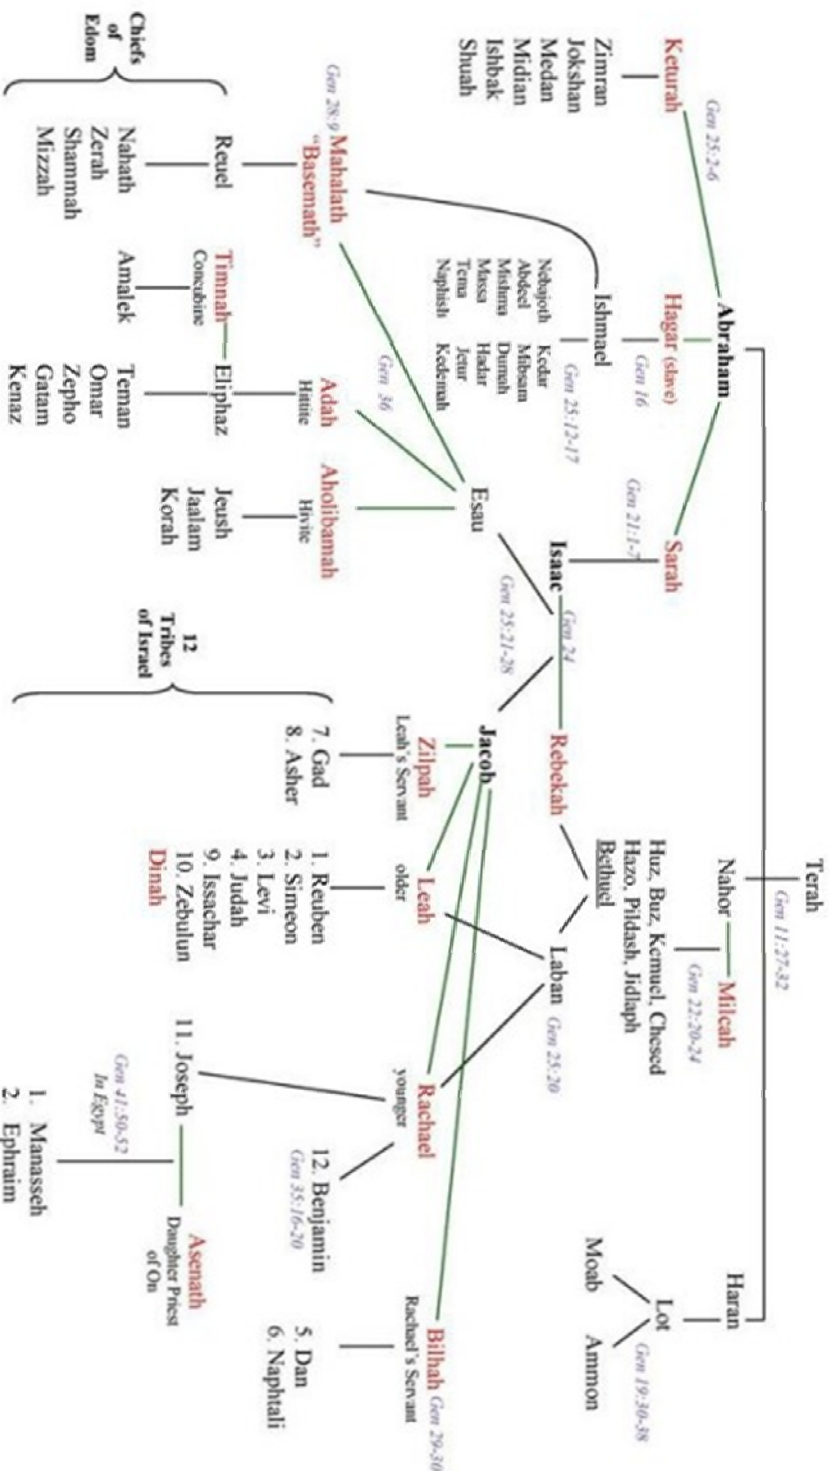 Terah
Gen 11:27-32
Abraham
Nahor
Milcah
Haran
Gen 25:2-6
Gen 22:20-24
Keturah
Hagar (slave)
Sarah
Lot
Gen 16
Gen 21:1-7
Gen 19:30-38
Zimran
Jokshan
Medan
Midian
Ishbak
Shuah
Ishmael
Gen 25:12-17
Nebajoth Kedar
Abdeel Mibsam
Mishma Dumah
Massa Hadar
Tema Jetur
Naphish Kedemah
Huz, Buz, Kemuel, Chesed
Hazo, Pildash, Jidlaph
Bethuel
Moab
Ammon
Isaac
Gen 24
Rebekah
Laban
Gen 25:20
Esau
Gen 25:21-28
Jacob
Gen 28:9
Mahalath
"Basemath"
Gen 36
Adah
Hittite
Aholibamah
Hivite
Zilpah
Leah's Servant
Leah
older
Rachael
younger
Bilhah
Gen 29-30
Rachael's Servant
Reuel
Timnah
Concubine
Eliphaz
Jeush
Jaalam
Korah
7. Gad
8. Asher
1. Reuben
2. Simeon
3. Levi
4. Judah
9. Issachar
10. Zebulun
Dinah
12. Benjamin
Gen 35:16-20
5. Dan
6. Naphtali
Chiefs
of
Edom
Nahath
Zerah
Shammah
Mizzah
Amalek
Teman
Omar
Zepho
Gatam
Kenaz
12
Tribes
of Israel
11. Joseph
Asenath
Daughter Priest
of On
Gen 41:50-52
In Egypt
1. Manasseh
2. Ephraim